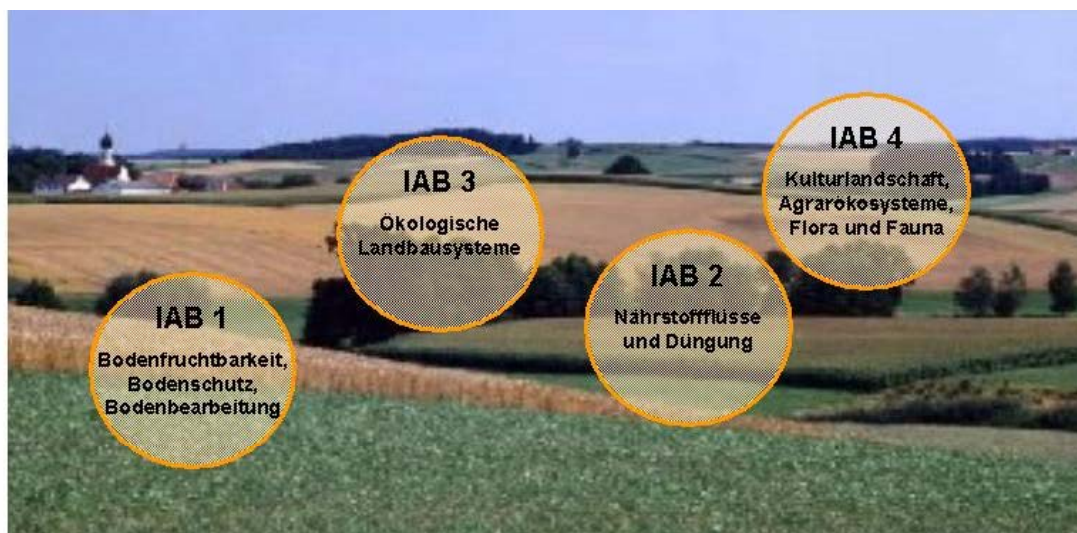 IAB 1
Bodenfruchtbarkeit,
Bodenschutz,
Bodenbearbeitung
IAB 3
Ökologische
Landbausysteme
IAB 2
Nährstoffflüsse
und Düngung
IAB 4
Kulturlandschaft,
Agrarökosysteme,
Flora und Fauna